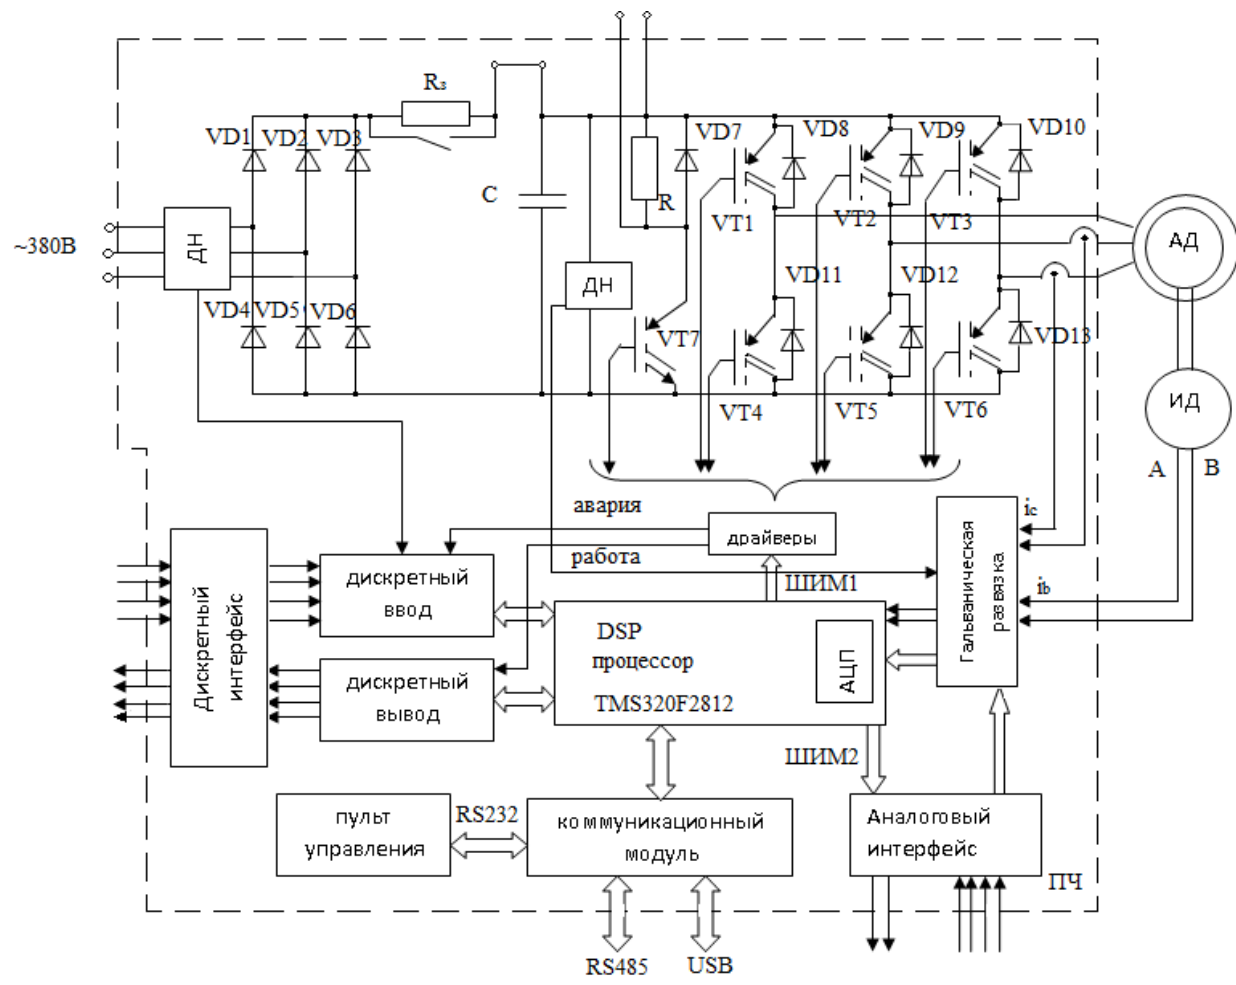 Rз
VD1
VD2
VD3
VD7
VD8
VD9
VD10
C
R
VT1
VT2
VT3
~380В
ДН
АД
ДН
VD11
VD12
VD4
VD5
VD6
VT7
VD13
VT4
VT5
VT6
ИД
A
B
авария
драйверы
работа
ШИМ1
ic
ib
Гальваническая
развязка
Дискретный
интерфейс
дискретный
ввод
DSP
процессор
TMS320F2812
АЦП
дискретный
вывод
ШИМ2
пульт
управления
RS232
коммуникационный
модуль
Аналоговый
интерфейс
ПЧ
RS485
USB